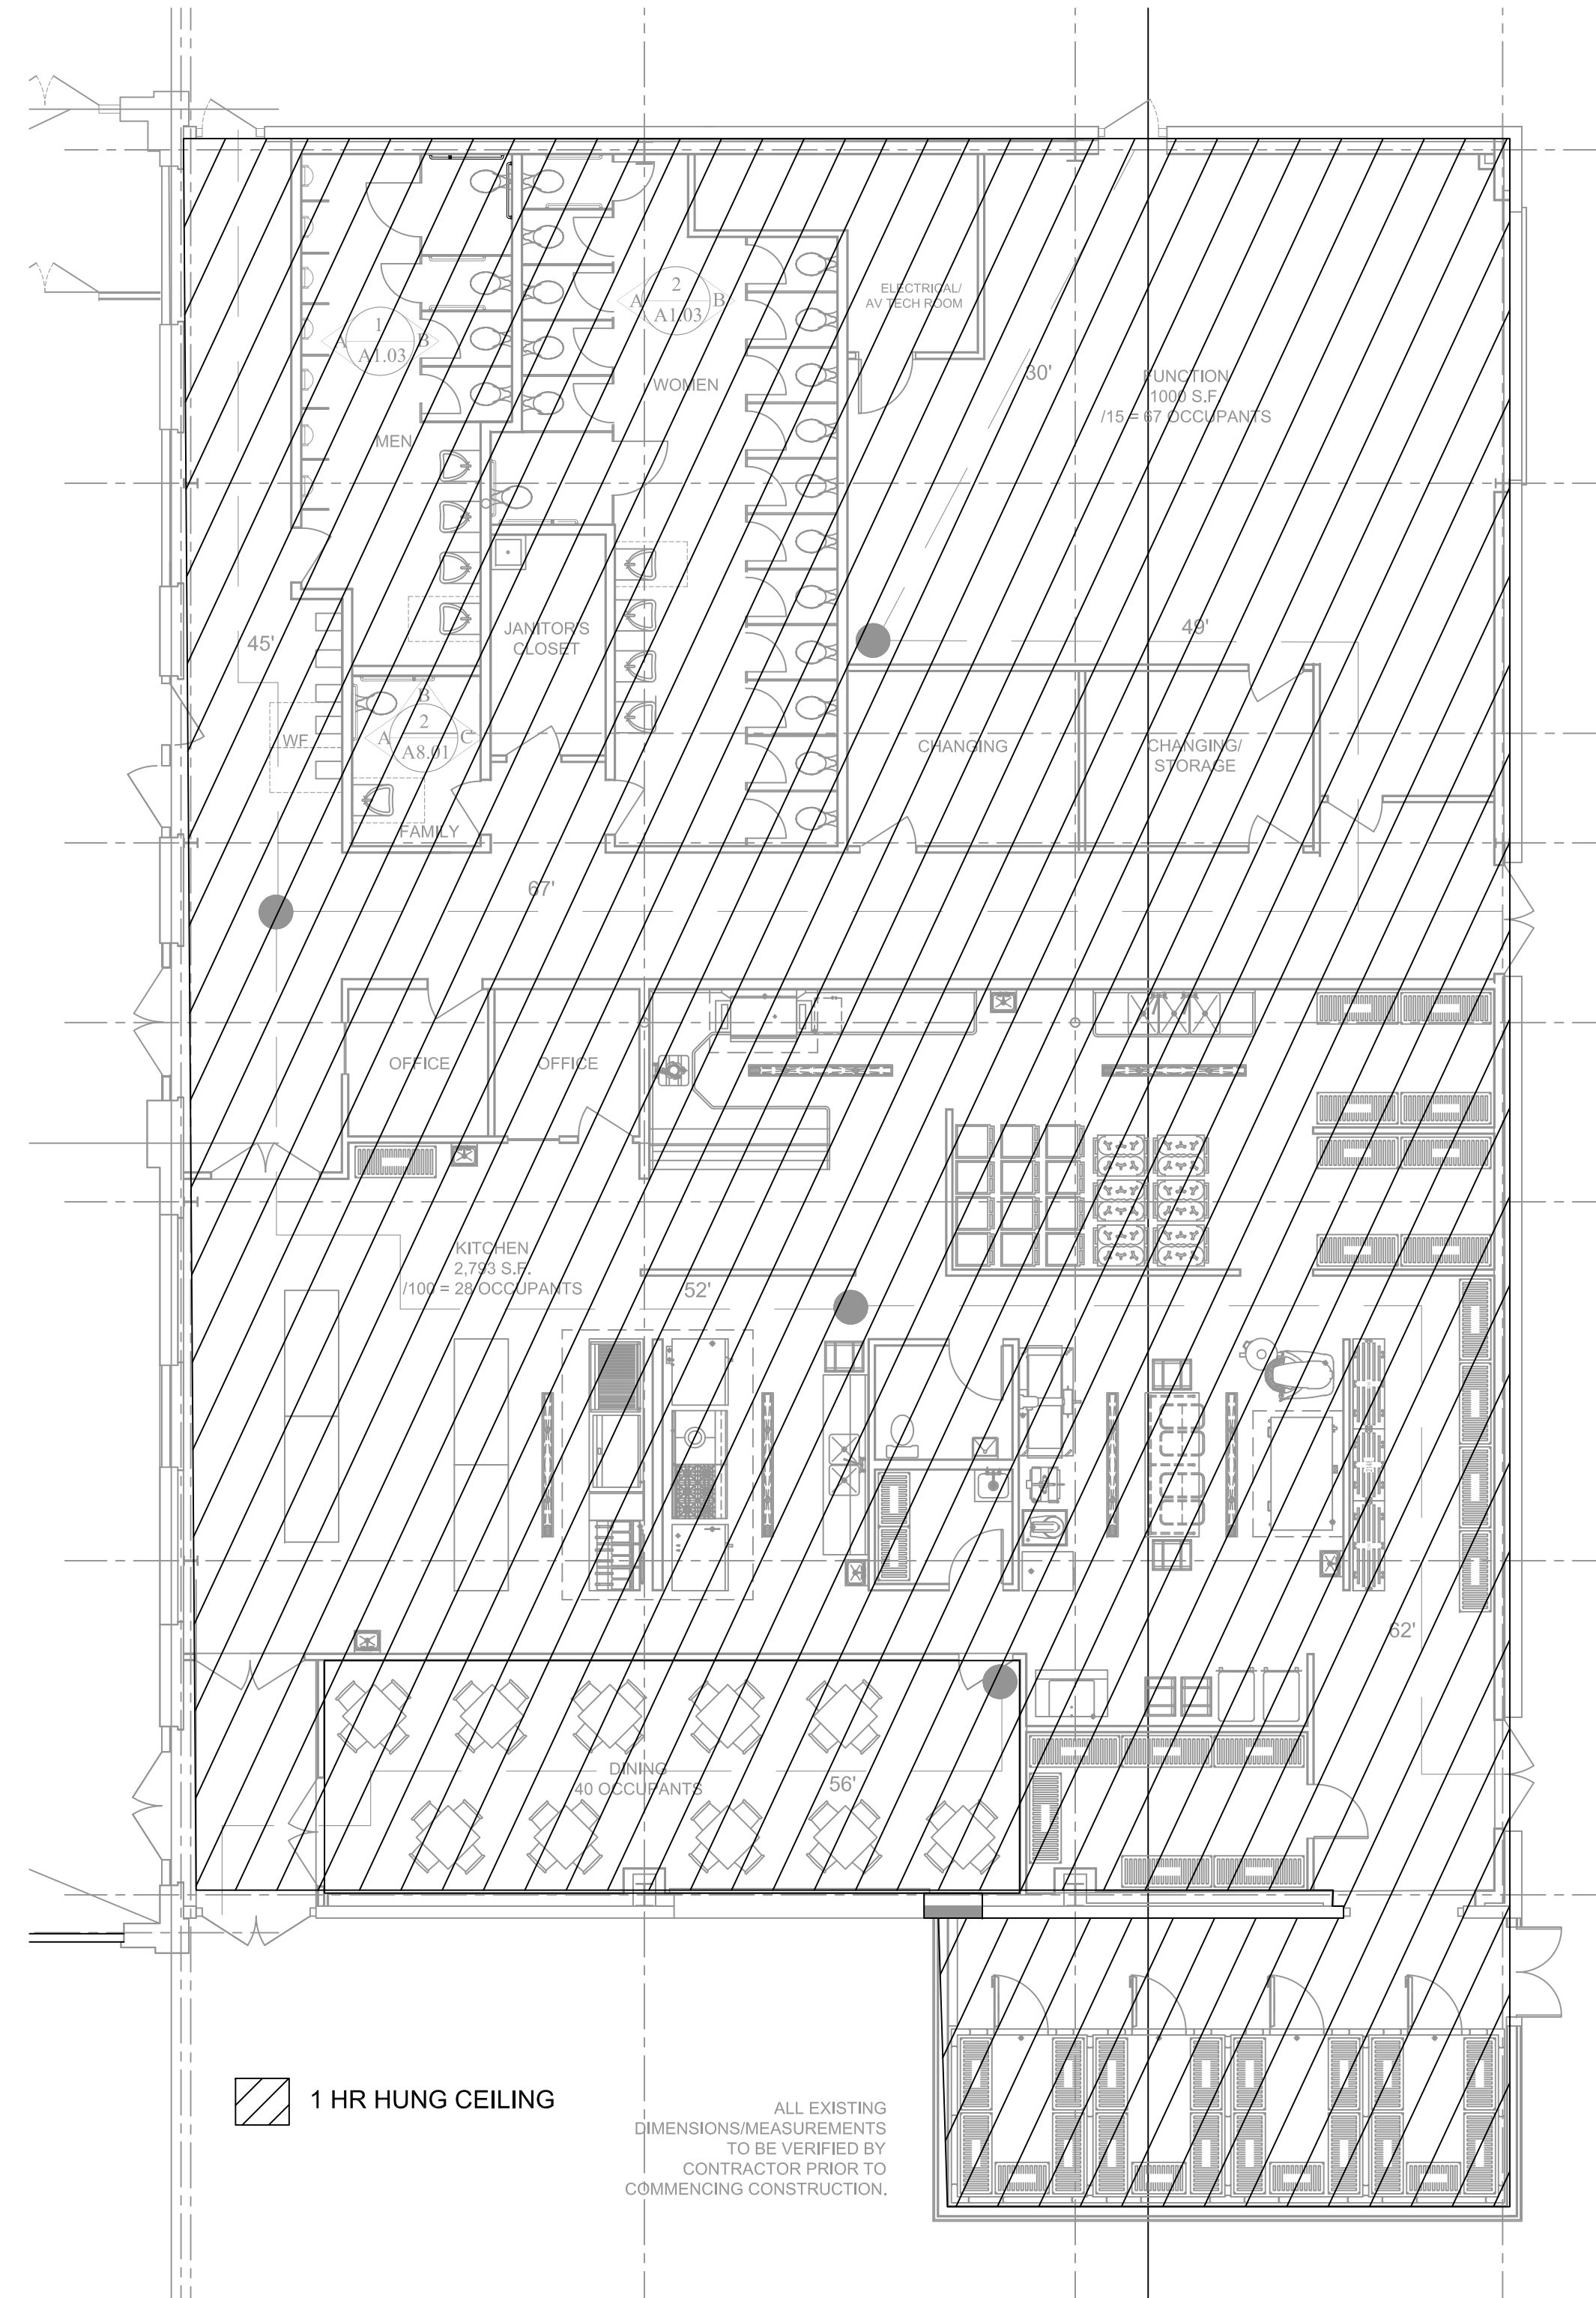 ELECTRICAL/
AV TECH ROOM
2
A B
A1.03
1
A B
A1.03
30'
FUNCTION
1000 S.F.
/15 = 67 OCCUPANTS
WOMEN
MEN
45'
JANITOR'S
CLOSET
49'
B
2
A C
A8.01
WF
CHANGING
CHANGING/
STORAGE
FAMILY
67'
OFFICE
OFFICE
KITCHEN
2,793 S.F.
/100 = 28 OCCUPANTS
52'
62'
DINING
40 OCCUPANTS
56'
1 HR HUNG CEILING
ALL EXISTING
DIMENSIONS/MEASUREMENTS
TO BE VERIFIED BY
CONTRACTOR PRIOR TO
COMMENCING CONSTRUCTION.